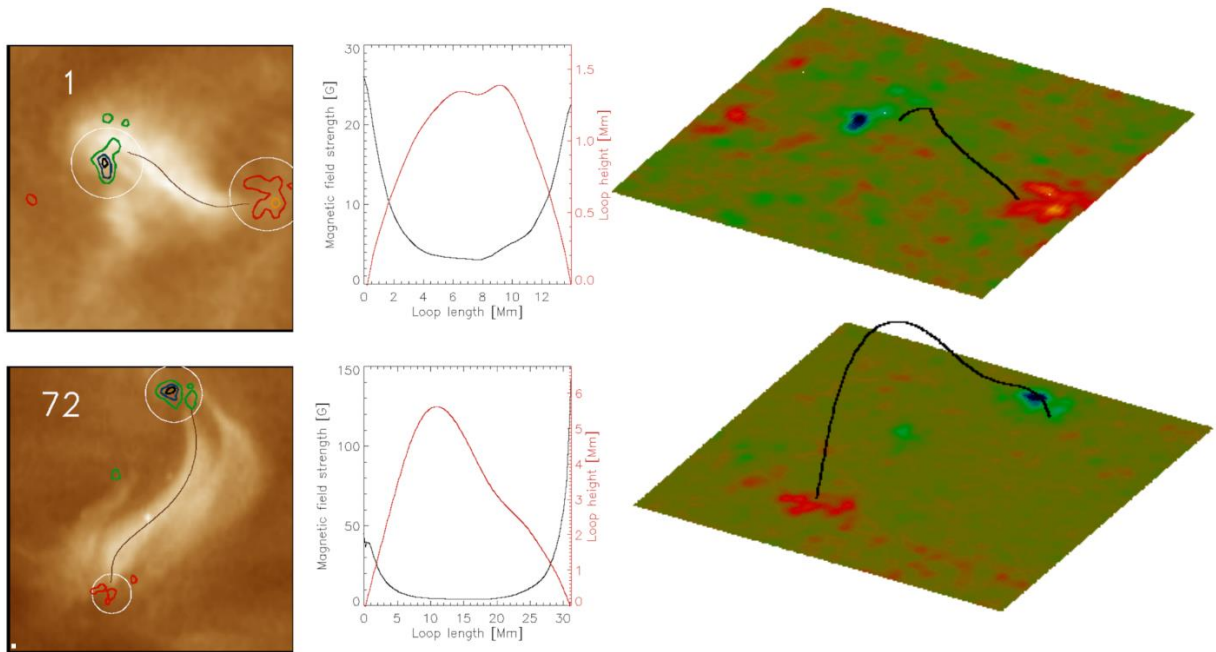 1
Magnetic field strength [G]
30
20
10
0
0 2 4 6 8 10 12
Loop length [Mm]
1.5
1.0
0.5
0.0
Loop height [Mm]
72
Magnetic field strength [G]
150
100
50
0
0 5 10 15 20 25 30
Loop length [Mm]
6
5
4
3
2
1
0
Loop height [Mm]